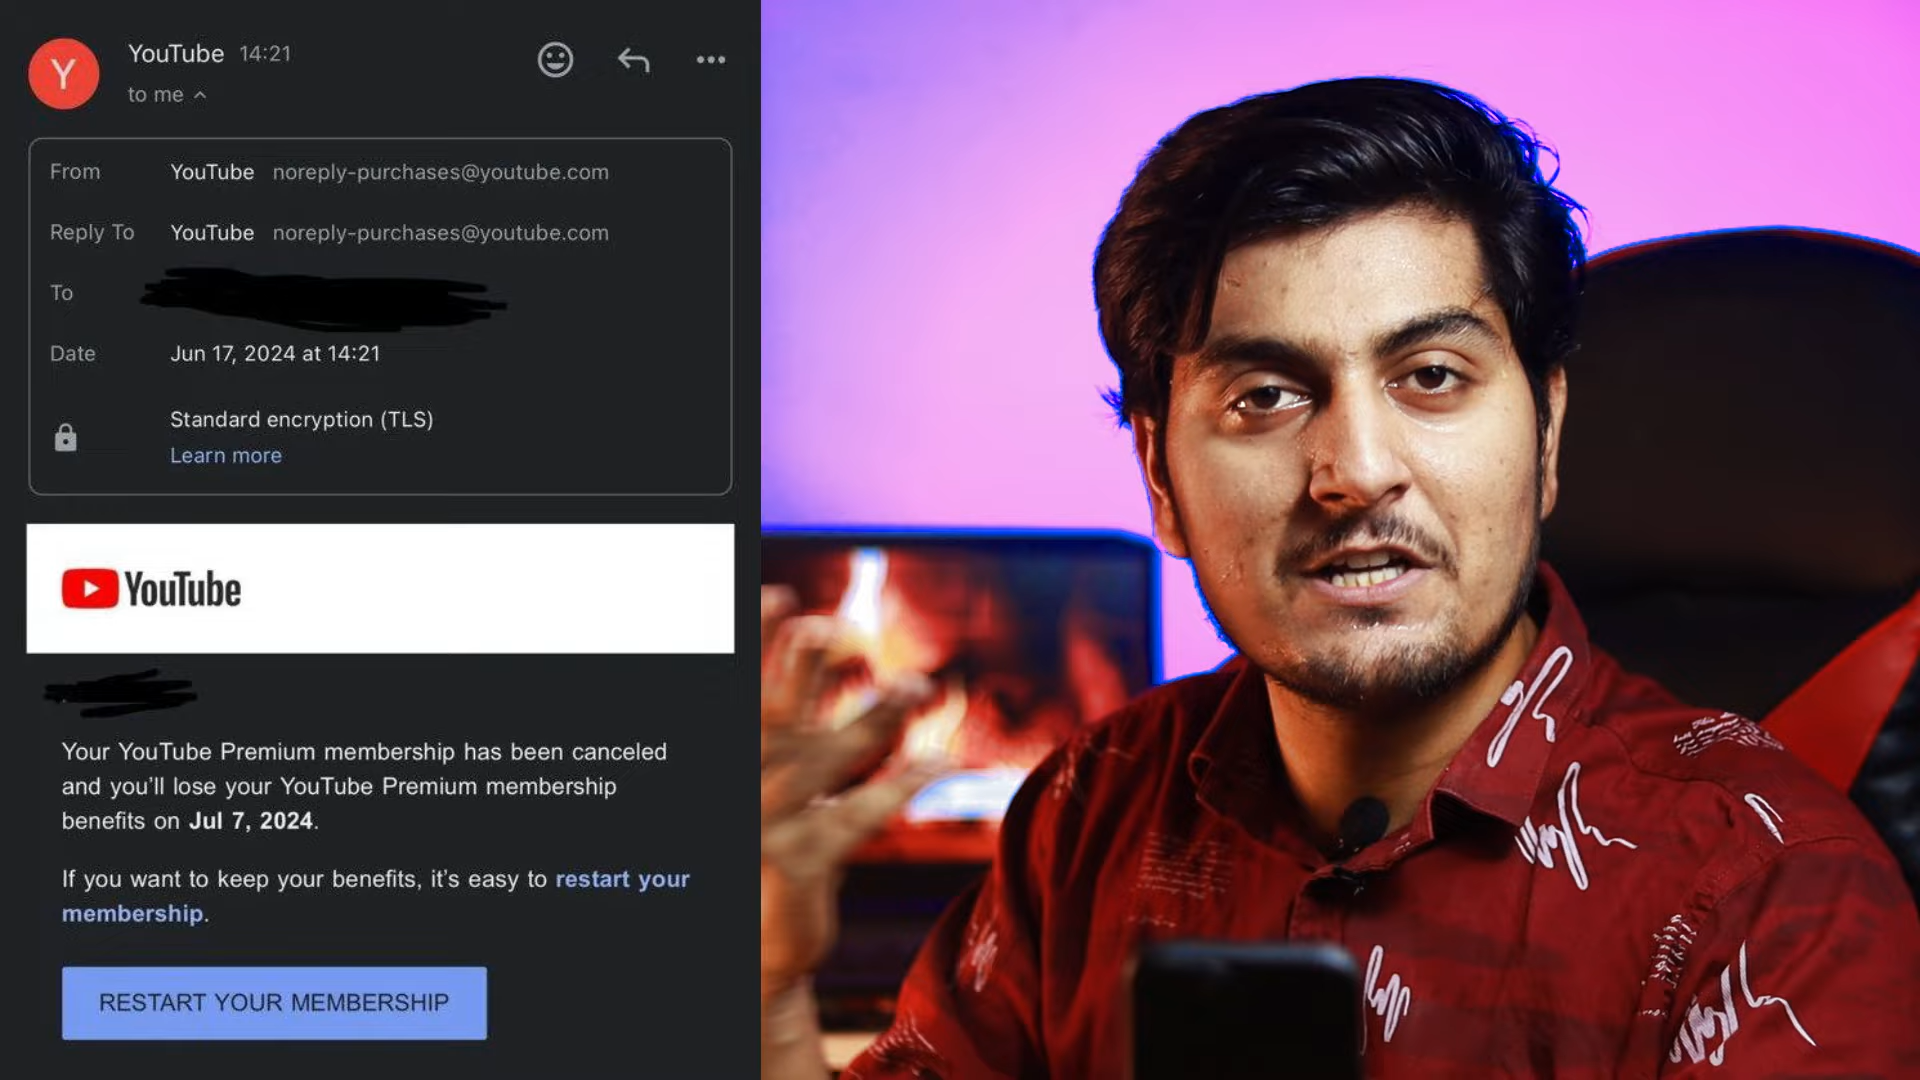 Y
YouTube 14:21
to me
From YouTube noreply-purchases@youtube.com
Reply To YouTube noreply-purchases@youtube.com
To
Date Jun 17, 2024 at 14:21
Standard encryption (TLS)
Learn more
YouTube
Your YouTube Premium membership has been canceled
and you'll lose your YouTube Premium membership
benefits on Jul 7, 2024.
If you want to keep your benefits, it's easy to restart your
membership.
RESTART YOUR MEMBERSHIP